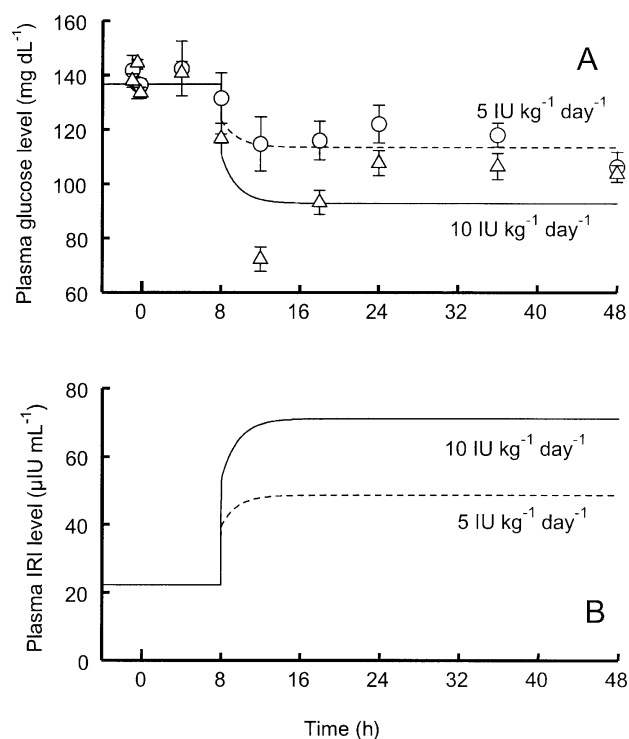 160
140
120
100
80
60
Plasma glucose level (mg dL⁻¹)
A
5 IU kg⁻¹ day⁻¹
10 IU kg⁻¹ day⁻¹
0 8 16 24 32 40 48
80
60
40
20
0
Plasma IRI level (µIU mL⁻¹)
10 IU kg⁻¹ day⁻¹
5 IU kg⁻¹ day⁻¹
B
0 8 16 24 32 40 48
Time (h)